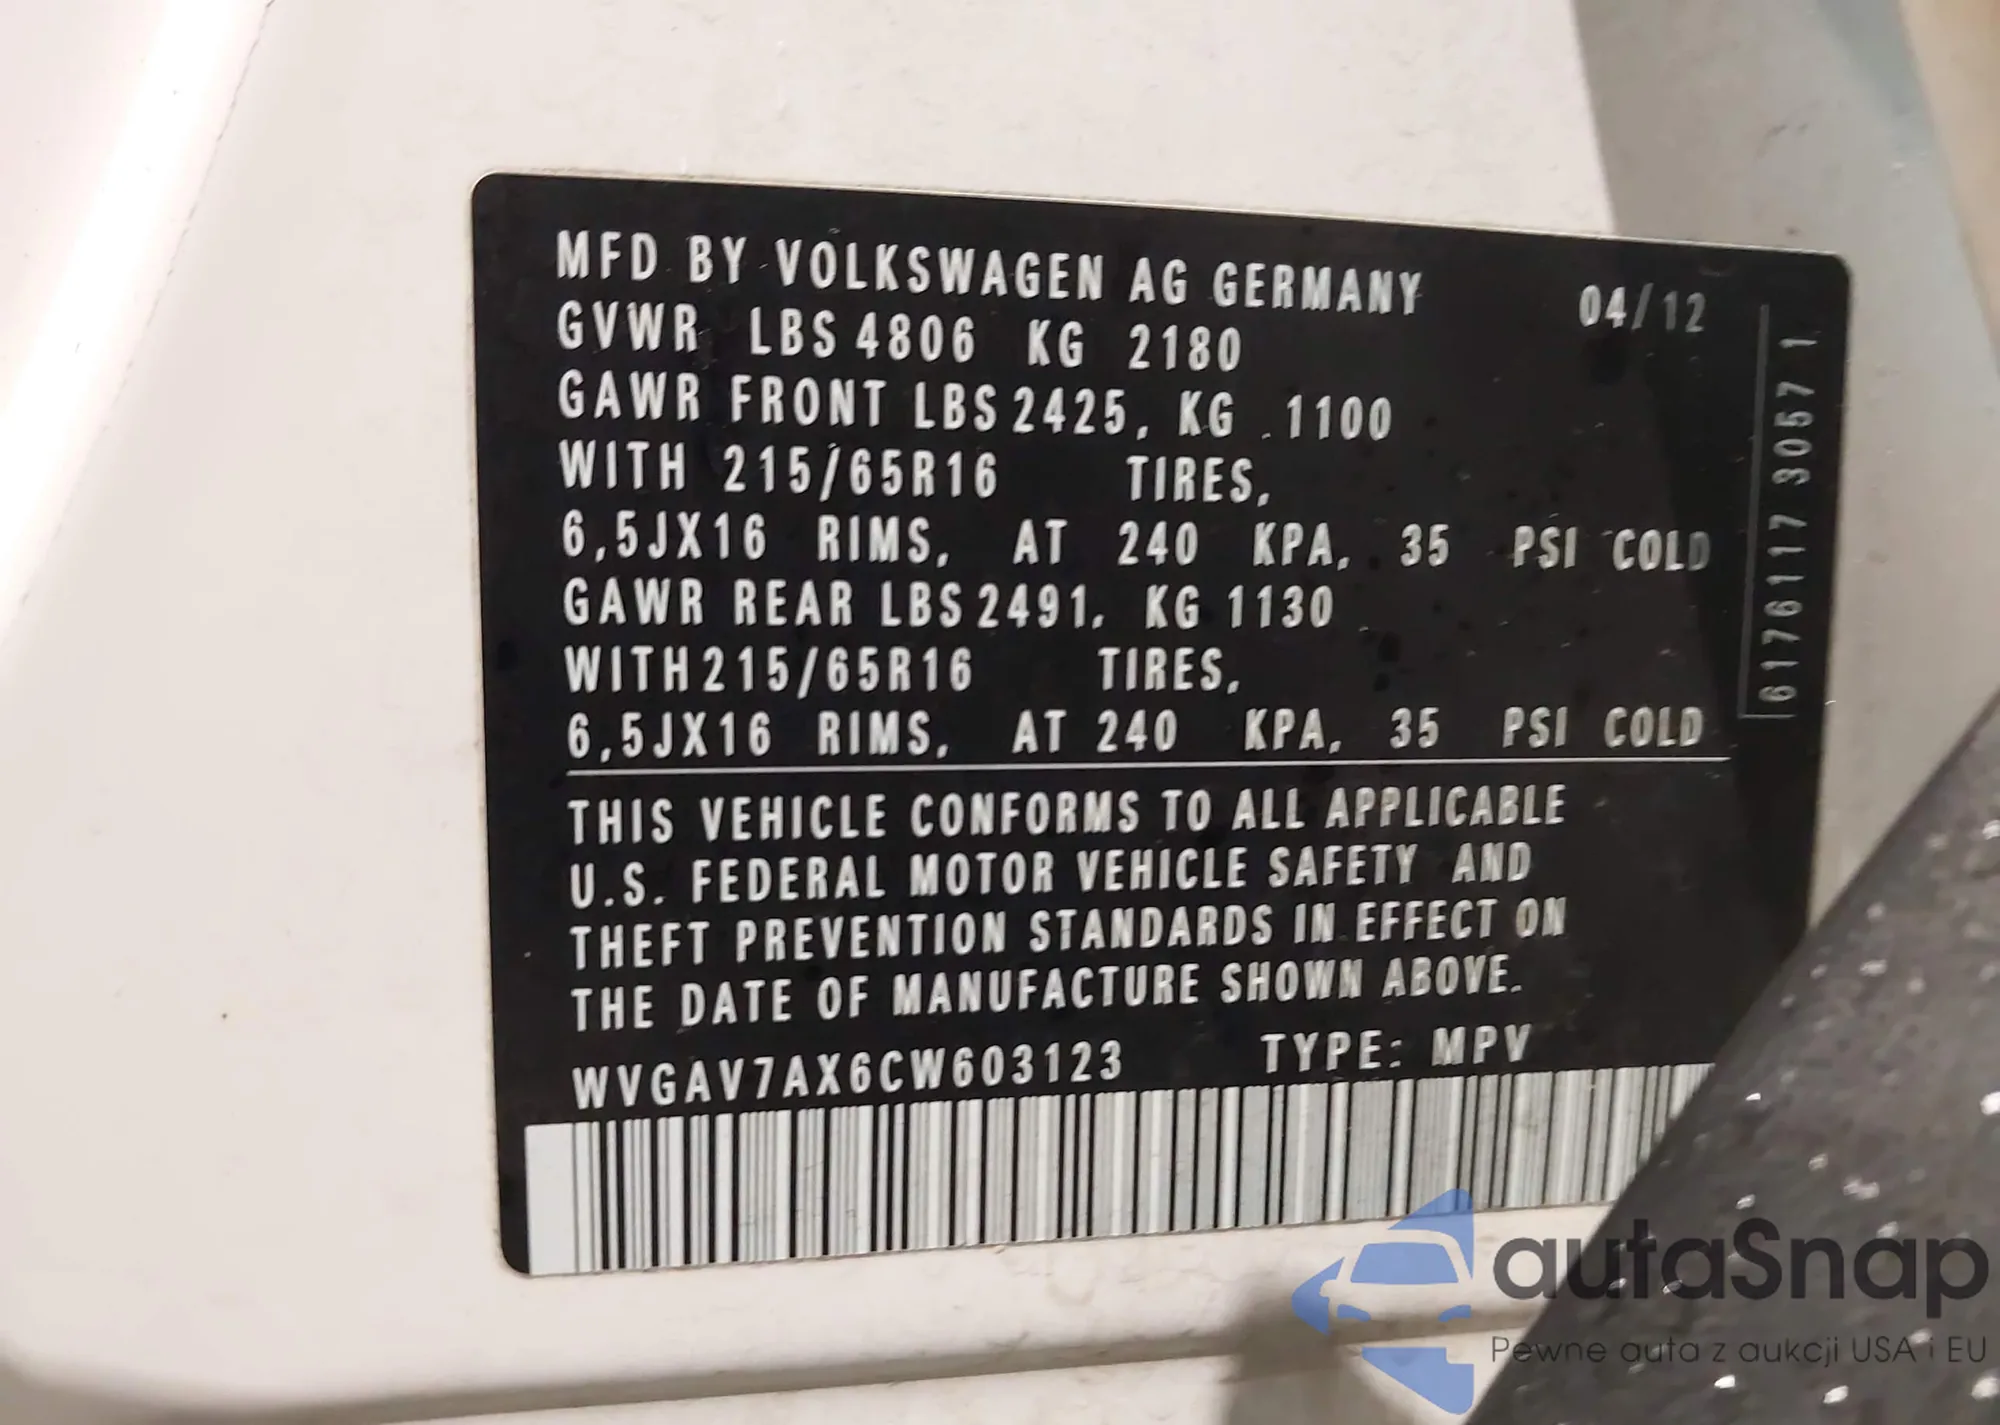 MFD BY VOLKSWAGEN AG GERMANY 04/12
GVWR LBS 4806 KG 2180
GAWR FRONT LBS 2425, KG 1100
WITH 215/65R16 TIRES,
6,5JX16 RIMS, AT 240 KPA, 35 PSI COLD
GAWR REAR LBS 2491, KG 1130
WITH 215/65R16 TIRES,
6,5JX16 RIMS, AT 240 KPA, 35 PSI COLD
THIS VEHICLE CONFORMS TO ALL APPLICABLE
U.S. FEDERAL MOTOR VEHICLE SAFETY AND
THEFT PREVENTION STANDARDS IN EFFECT ON
THE DATE OF MANUFACTURE SHOWN ABOVE.
WVGAV7AX6CW603123 TYPE: MPV
6176117 30571
autaSnap
Pewne auta z aukcji USA i EU